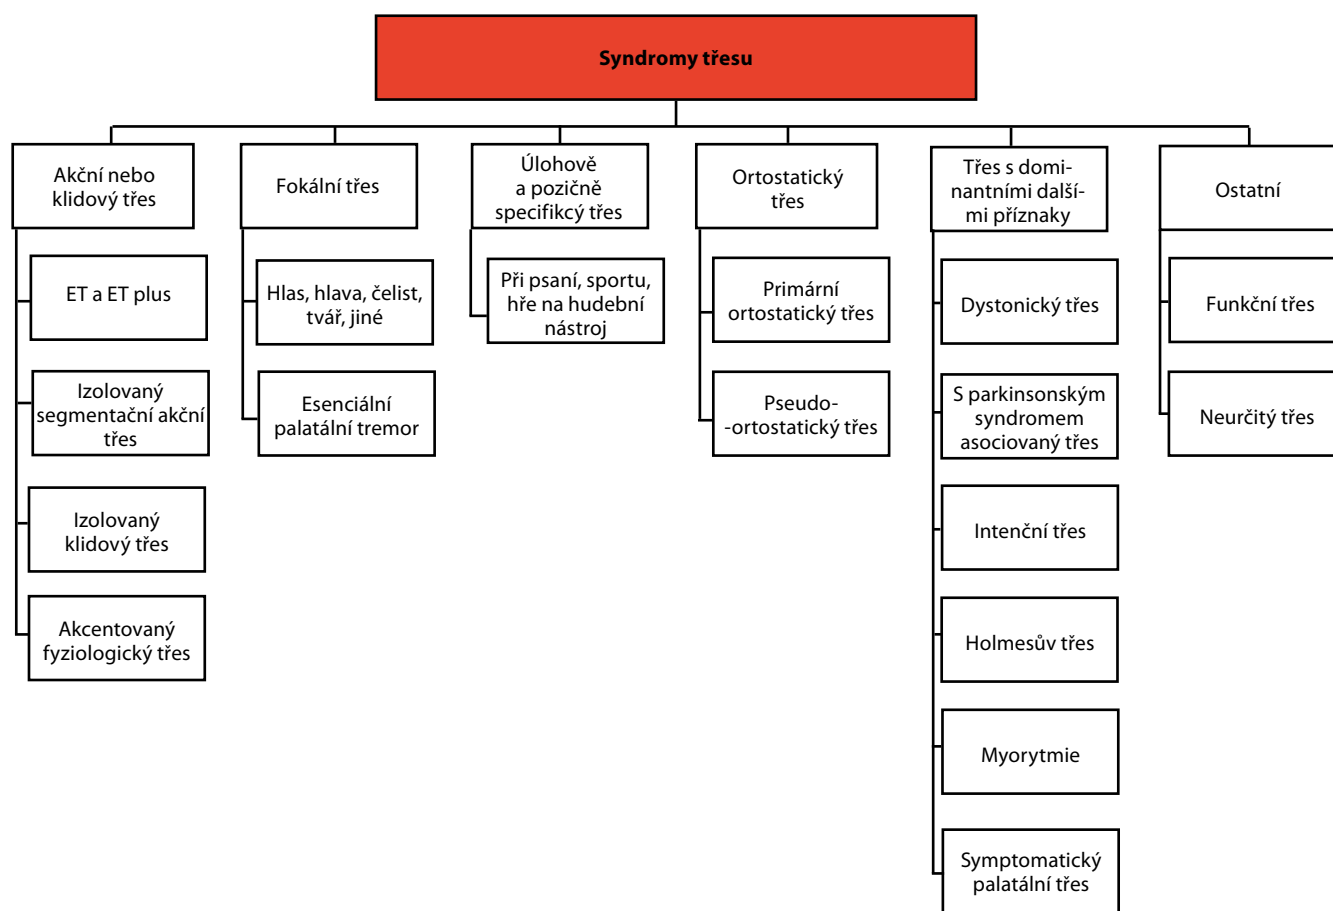 Syndromy třesu
Akční nebo
klidový třes
ET a ET plus
Izolovaný
segmentační akční
třes
Izolovaný
klidový třes
Akcentovaný
fyziologický třes
Fokální třes
Hlas, hlava, čelist,
tvář, jiné
Esenciální
palatální tremor
Úlohově
a pozičně
specifikcý třes
Při psaní, sportu,
hře na hudební
nástroj
Ortostatický
třes
Primární
ortostatický třes
Pseudo-
-ortostatický třes
Třes s domi-
nantními další-
mi příznaky
Dystonický třes
S parkinsonským
syndromem
asociovaný třes
Intenční třes
Holmesův třes
Myorytmie
Symptomatický
palatální třes
Ostatní
Funkční třes
Neurčitý třes